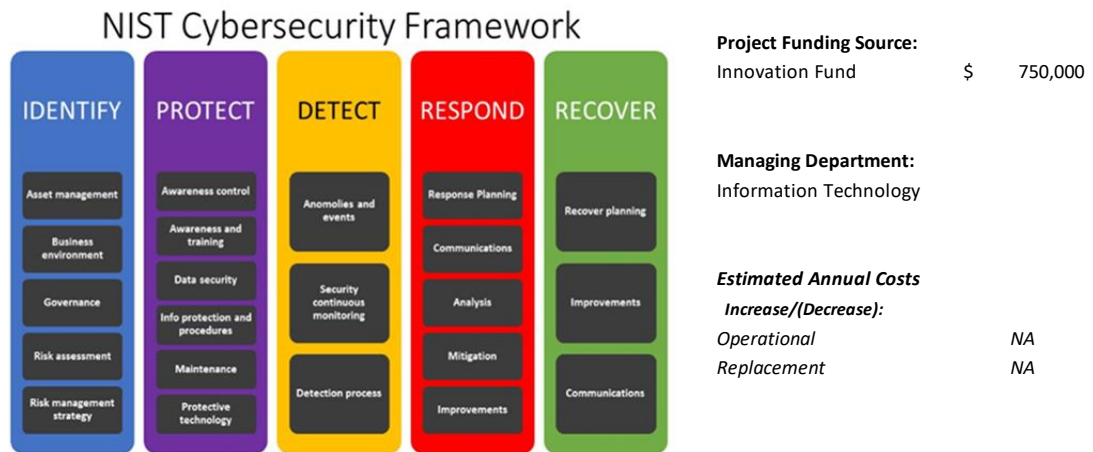 NIST Cybersecurity Framework
IDENTIFY
Asset management
Business
environment
Governance
Risk assessment
Risk management
strategy
PROTECT
Awareness control
Awareness and
training
Data security
Info protection and
procedures
Maintenance
Protective
technology
DETECT
Anomolies and
events
Security
continuous
monitoring
Detection process
RESPOND
Response Planning
Communications
Analysis
Mitigation
Improvements
RECOVER
Recover planning
Improvements
Communications
Project Funding Source:
Innovation Fund $ 750,000
Managing Department:
Information Technology
Estimated Annual Costs
Increase/(Decrease):
Operational NA
Replacement NA